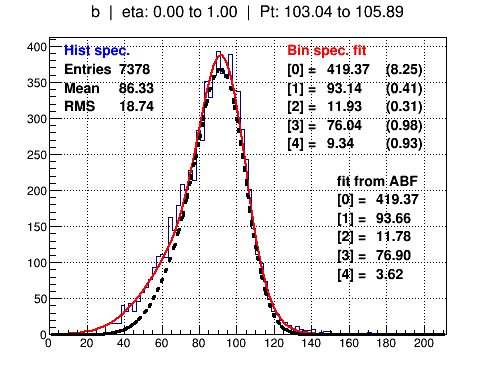 b | eta: 0.00 to 1.00 | Pt: 103.04 to 105.89
Hist spec.
Entries 7378
Mean 86.33
RMS 18.74
Bin spec. fit
[0] = 419.37 (8.25)
[1] = 93.14 (0.41)
[2] = 11.93 (0.31)
[3] = 76.04 (0.98)
[4] = 9.34 (0.93)
fit from ABF
[0] = 419.37
[1] = 93.66
[2] = 11.78
[3] = 76.90
[4] = 3.62
400
350
300
250
200
150
100
50
0
0 20 40 60 80 100 120 140 160 180 200